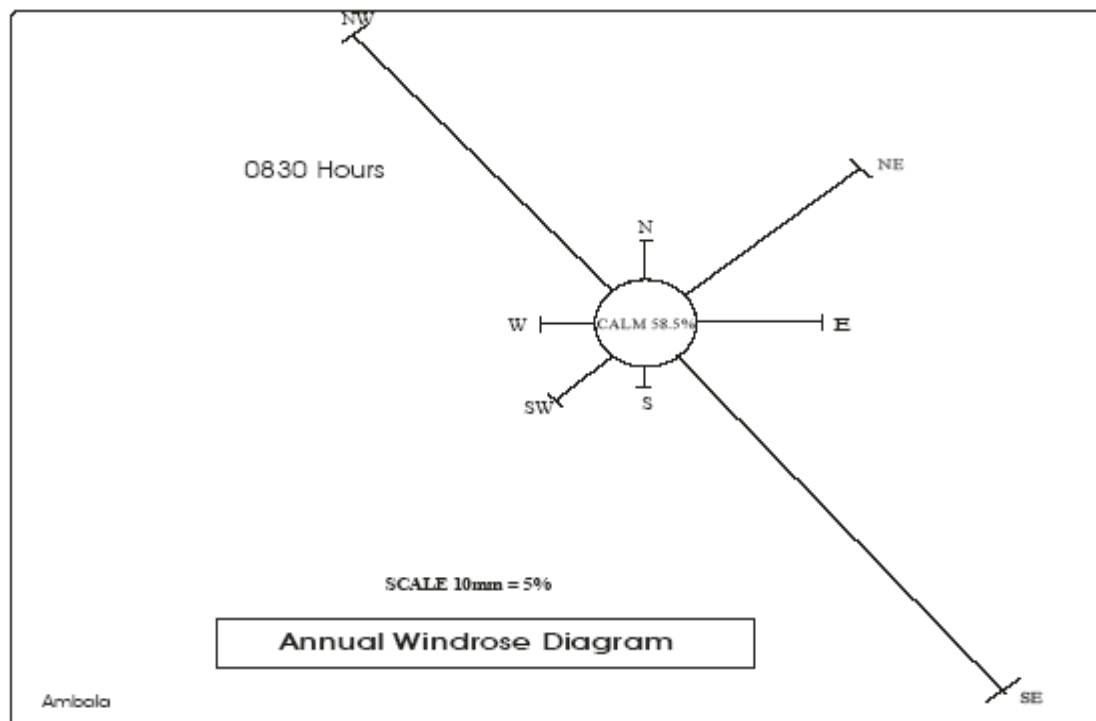 NW
0830 Hours
NE
N
W
CALM 58.5%
E
SW
S
SCALE 10mm = 5%
Annual Windrose Diagram
Ambala
SE